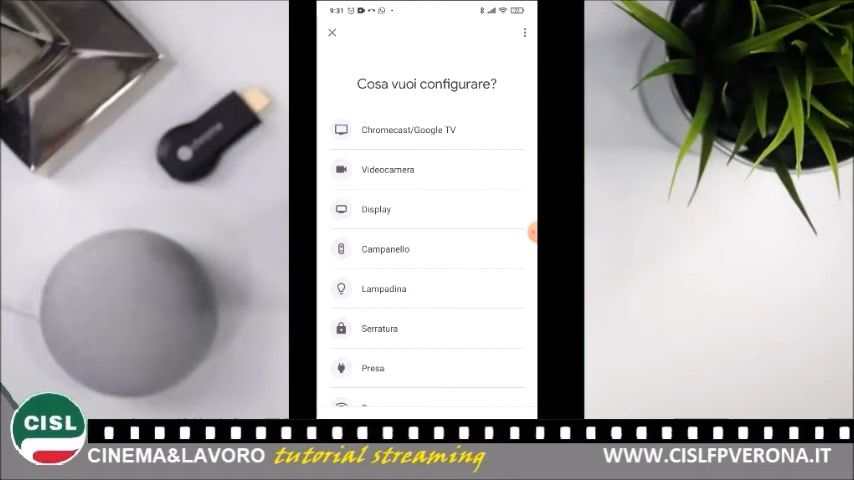 9:31
Cosa vuoi configurare?
Chromecast/Google TV
Videocamera
Display
Campanello
Lampadina
Serratura
Presa
chrome
CISL
CINEMA&LAVORO tutorial streaming
WWW.CISLFPVERONA.IT